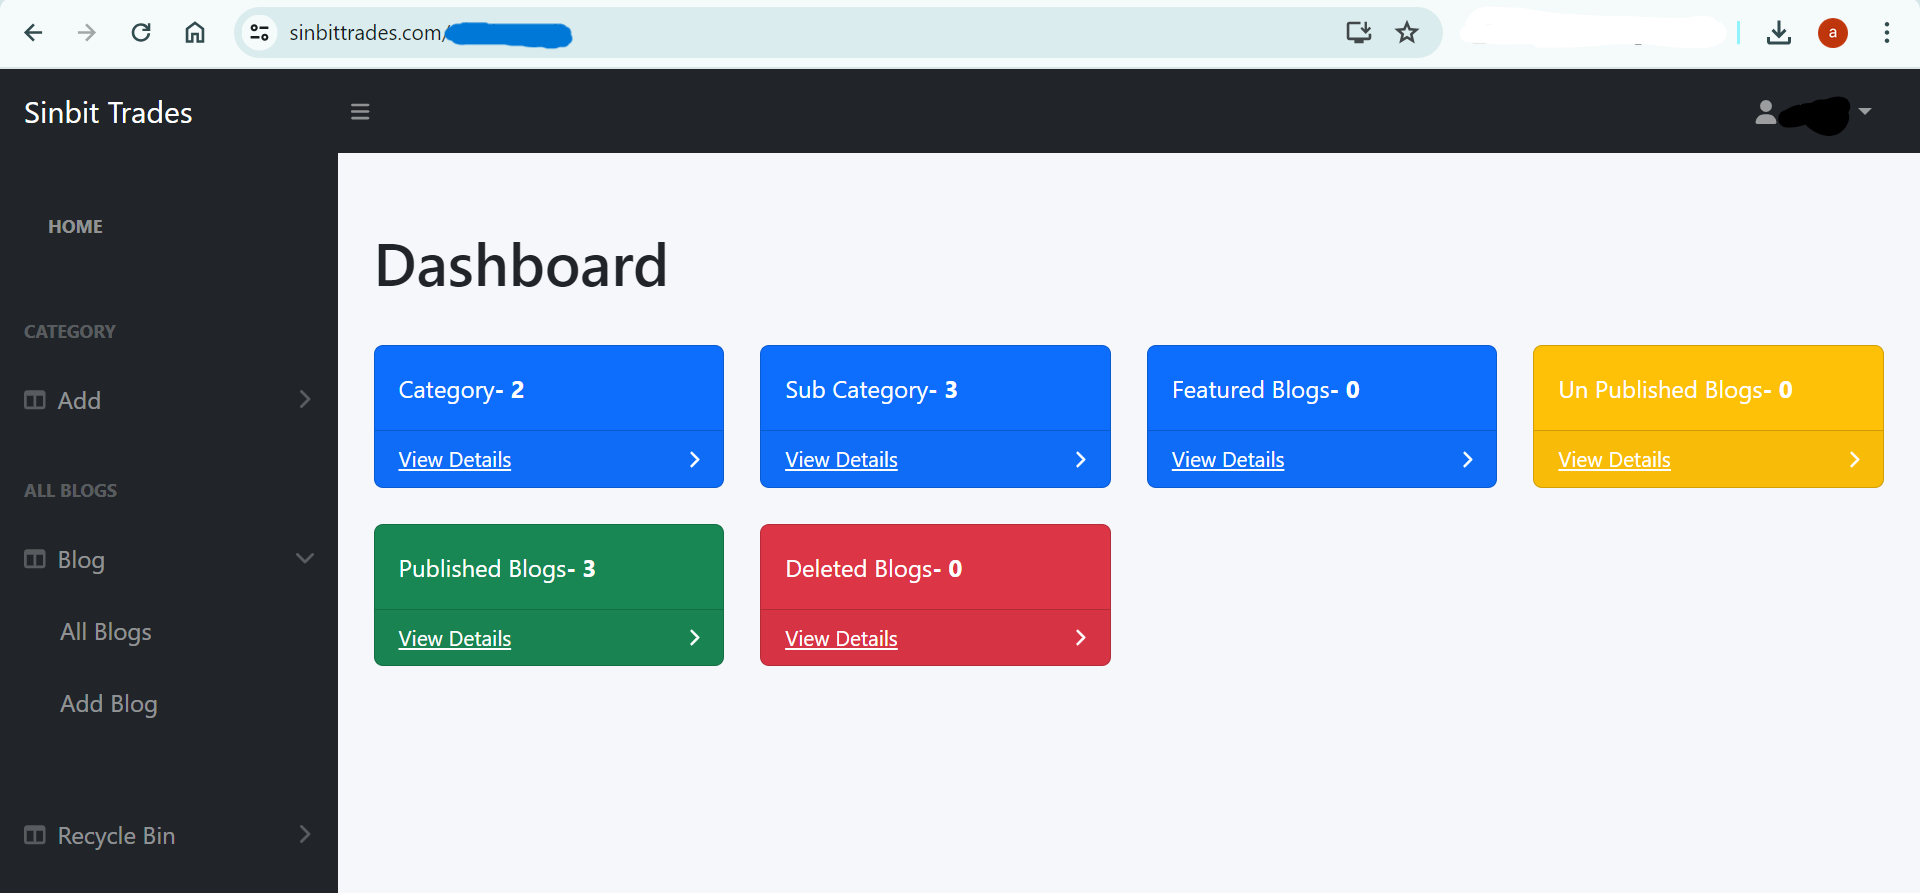 sinbittrades.com/
a
Sinbit Trades
HOME
CATEGORY
Add
ALL BLOGS
Blog
All Blogs
Add Blog
Recycle Bin
Dashboard
Category- 2
View Details
Sub Category- 3
View Details
Featured Blogs- 0
View Details
Un Published Blogs- 0
View Details
Published Blogs- 3
View Details
Deleted Blogs- 0
View Details